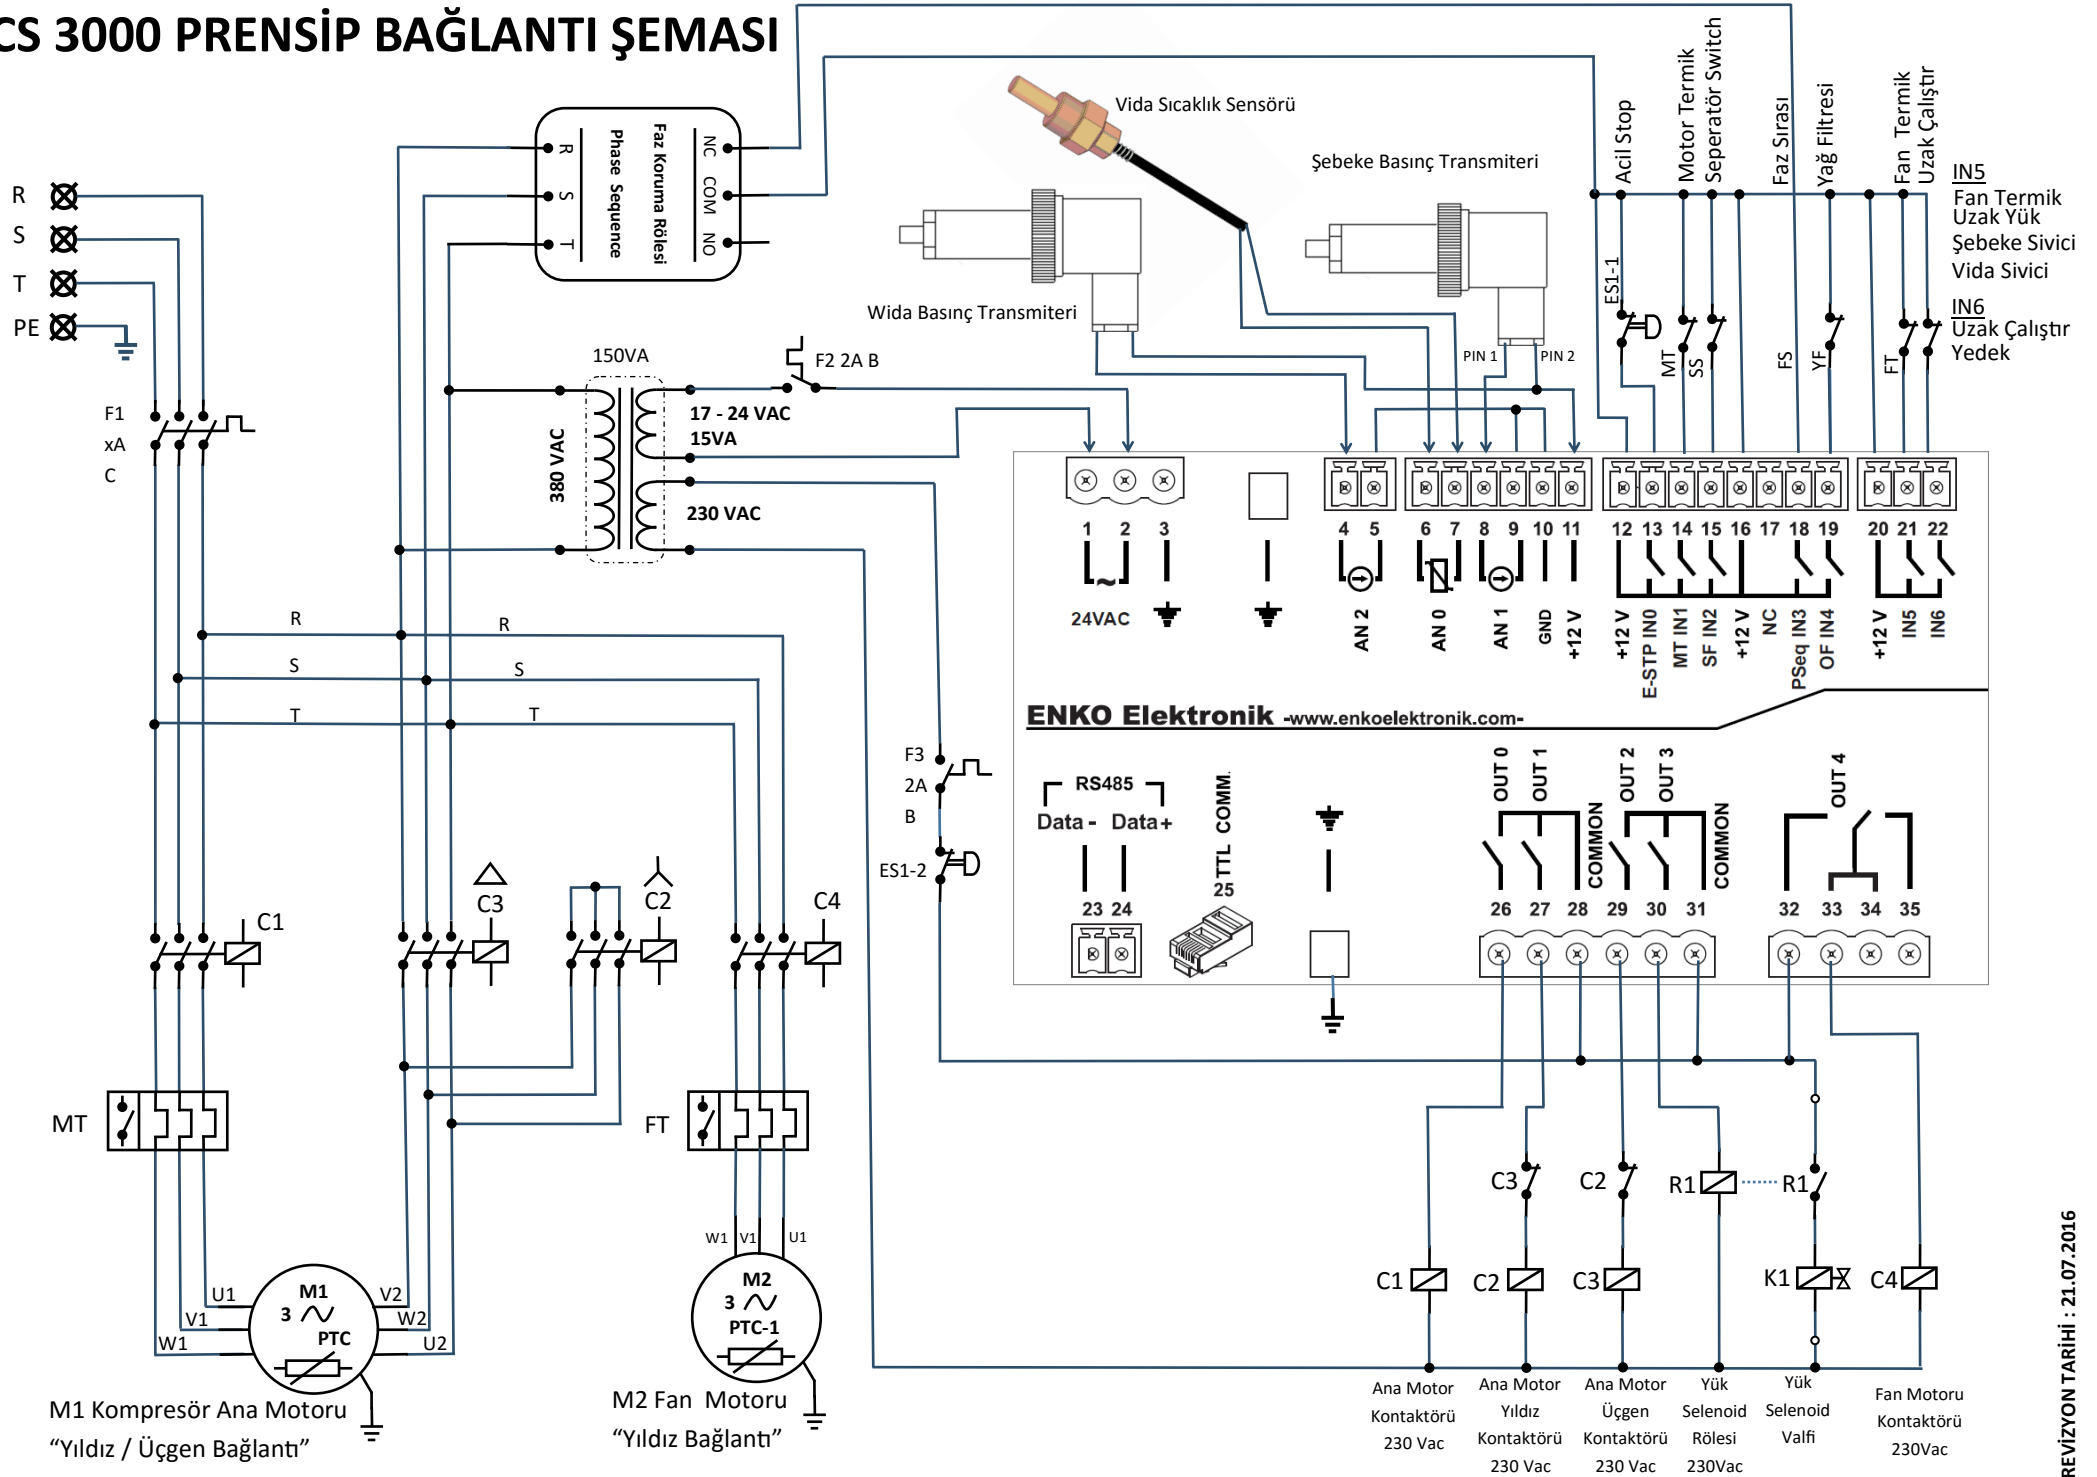 CS 3000 PRENSİP BAĞLANTI ŞEMASI
R
S
T
PE
F1
xA
C
R
S
T
Phase Sequence
Faz Koruma Rölesi
NC
COM
NO
Vida Sıcaklık Sensörü
Şebeke Basınç Transmiteri
Wida Basınç Transmiteri
PIN 1
PIN 2
Acil Stop
Motor Termik
Seperatör Switch
Faz Sırası
Yağ Filtresi
Fan Termik
Uzak Çalıştır
IN5
Fan Termik
Uzak Yük
Şebeke Sivici
Vida Sivici
IN6
Uzak Çalıştır
Yedek
ES1-1
MT
SS
FS
YF
FT
150VA
F2 2A B
380 VAC
17 - 24 VAC
15VA
230 VAC
1 2 3
4 5
6 7 8 9 10 11
12 13 14 15 16 17 18 19
20 21 22
~
24VAC
AN 2
AN 0
AN 1
GND
+12 V
+12 V
E-STP IN0
MT IN1
SF IN2
+12 V
NC
PSeq IN3
OF IN4
+12 V
IN5
IN6
R
R
S
S
T
T
ENKO Elektronik -www.enkoelektronik.com-
F3
2A
B
ES1-2
RS485
Data - Data+
TTL COMM.
23 24
25
OUT 0
OUT 1
COMMON
OUT 2
OUT 3
COMMON
OUT 4
26 27 28 29 30 31
32 33 34 35
C1
C3
C2
C4
MT
FT
C3
C2
R1
R1
C1
C2
C3
K1
C4
U1
V1
W1
M1
3
PTC
V2
W2
U2
W1
V1
U1
M2
3
PTC-1
M1 Kompresör Ana Motoru
“Yıldız / Üçgen Bağlantı”
M2 Fan Motoru
“Yıldız Bağlantı”
Ana Motor
Kontaktörü
230 Vac
Ana Motor
Yıldız
Kontaktörü
230 Vac
Ana Motor
Üçgen
Kontaktörü
230 Vac
Yük
Selenoid
Rölesi
230Vac
Yük
Selenoid
Valfi
Fan Motoru
Kontaktörü
230Vac
REVİZYON TARİHİ : 21.07.2016